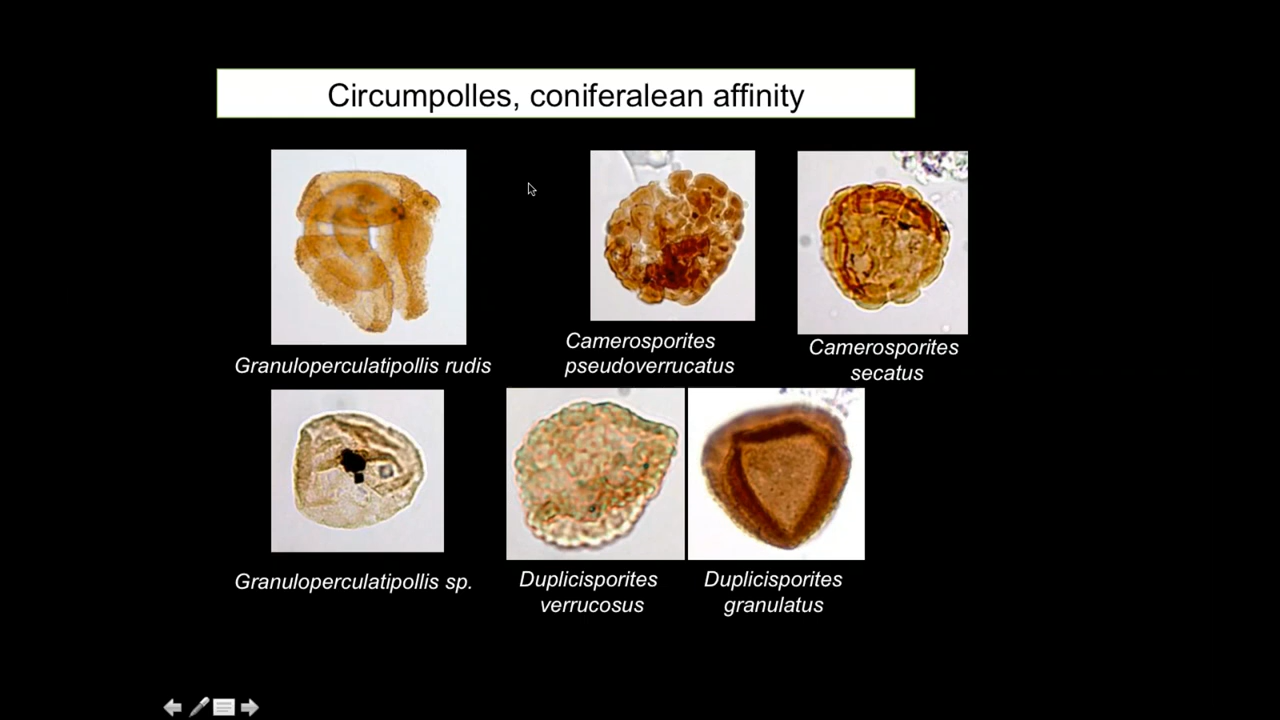 Circumpolles, coniferalean affinity
Granuloperculatipollis rudis
Camerosporites
pseudoverrucatus
Camerosporites
secatus
Granuloperculatipollis sp.
Duplicisporites
verrucosus
Duplicisporites
granulatus